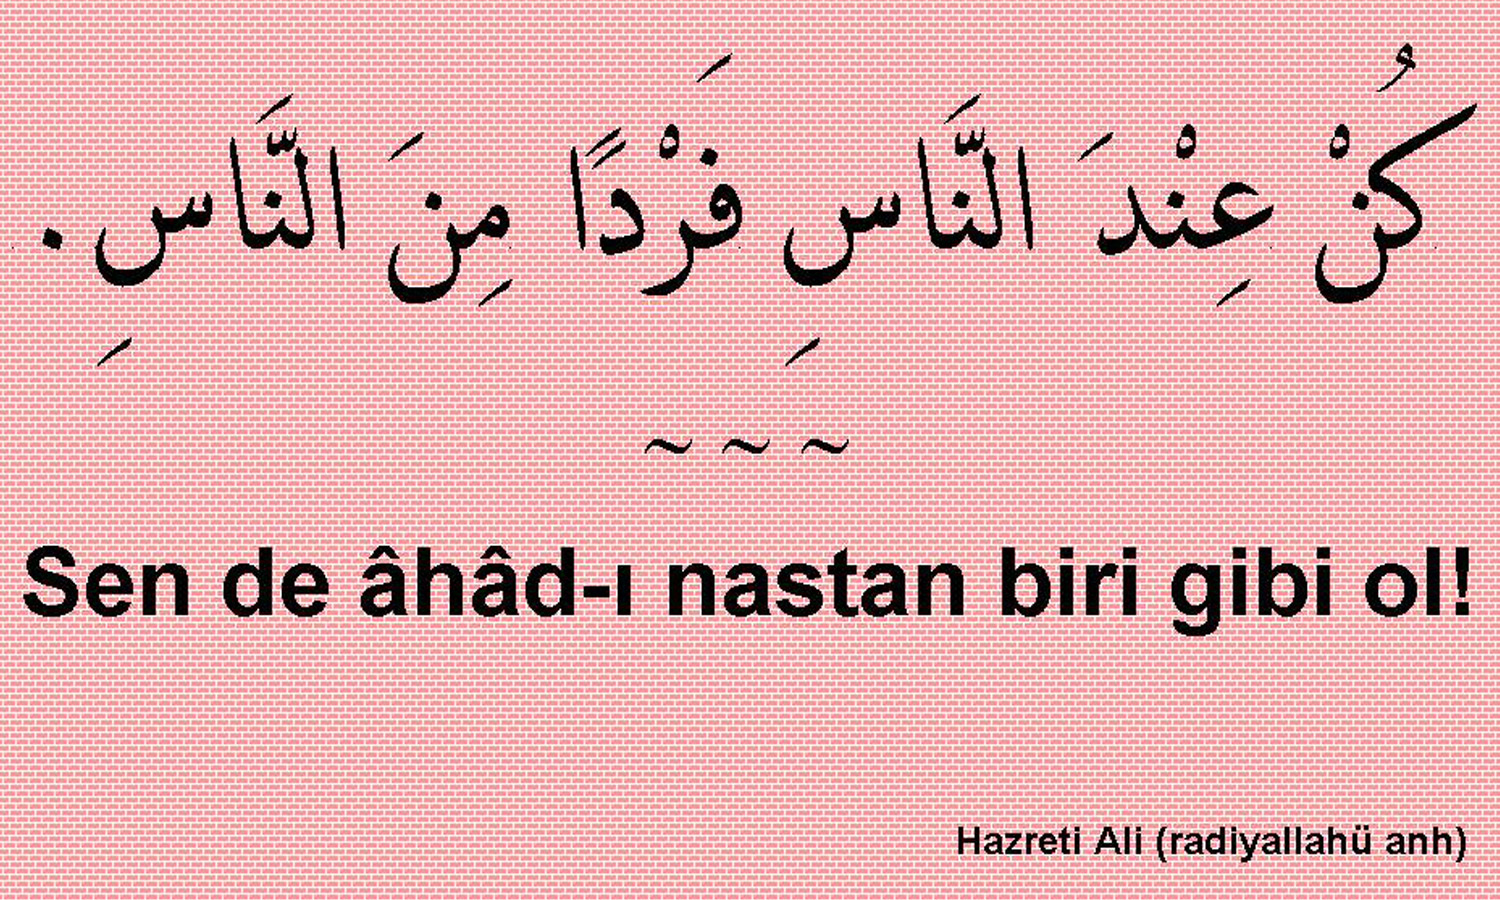 كُنْ عِنْدَ النَّاسِ فَرْدًا مِنَ النَّاسِ.
~ ~ ~
Sen de âhâd-ı nastan biri gibi ol!
Hazreti Ali (radiyallahü anh)